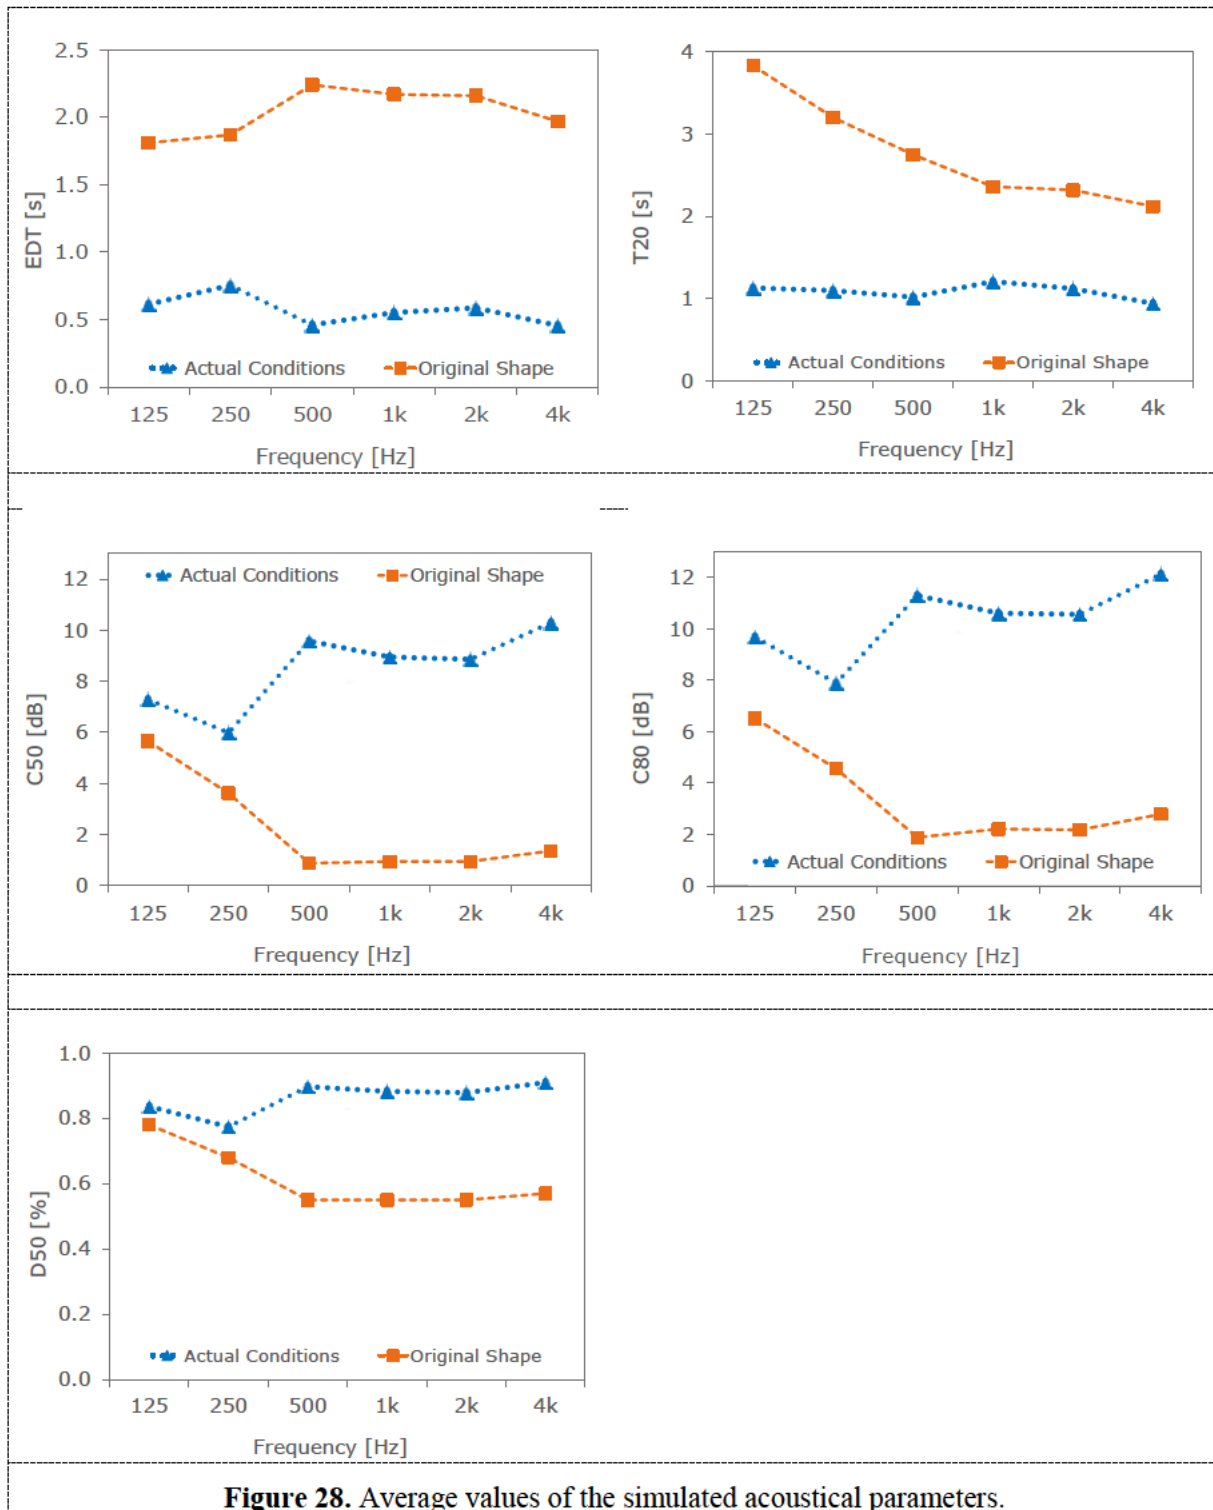 2.5
2.0
1.5
1.0
0.5
0.0
EDT [s]
Actual Conditions
Original Shape
125 250 500 1k 2k 4k
Frequency [Hz]
4
3
2
1
0
T20 [s]
Actual Conditions
Original Shape
125 250 500 1k 2k 4k
Frequency [Hz]
12
10
8
6
4
2
0
C50 [dB]
Actual Conditions
Original Shape
125 250 500 1k 2k 4k
Frequency [Hz]
12
10
8
6
4
2
0
C80 [dB]
Actual Conditions
Original Shape
125 250 500 1k 2k 4k
Frequency [Hz]
1.0
0.8
0.6
0.4
0.2
0.0
D50 [%]
Actual Conditions
Original Shape
125 250 500 1k 2k 4k
Frequency [Hz]
Figure 28. Average values of the simulated acoustical parameters.